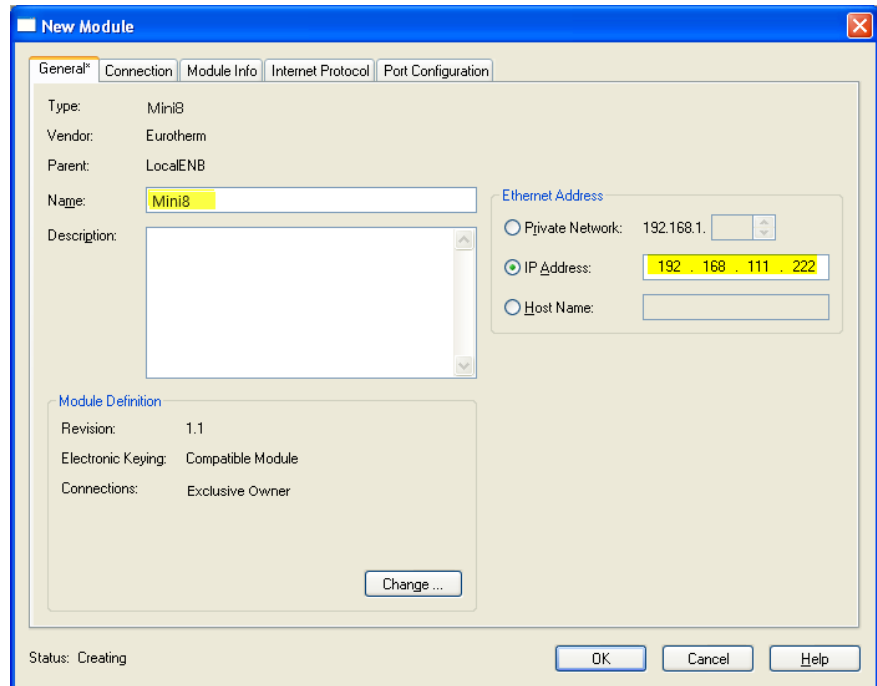 New Module
General* Connection Module Info Internet Protocol Port Configuration
Type: Mini8
Vendor: Eurotherm
Parent: LocalENB
Name: Mini8
Description:
Ethernet Address
Private Network: 192.168.1.
IP Address: 192 . 168 . 111 . 222
Host Name:
Module Definition
Revision: 1.1
Electronic Keying: Compatible Module
Connections: Exclusive Owner
Change ...
Status: Creating
OK Cancel Help